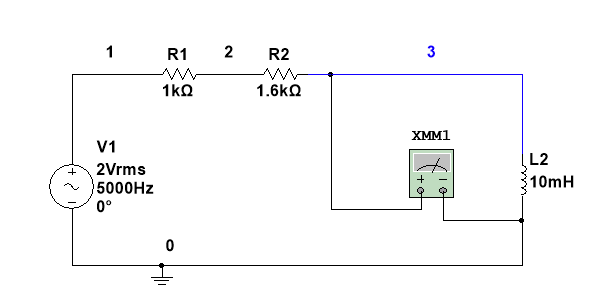 1
R1
1kΩ
2
R2
1.6kΩ
3
XMM1
V1
2Vrms
5000Hz
0°
L2
10mH
0